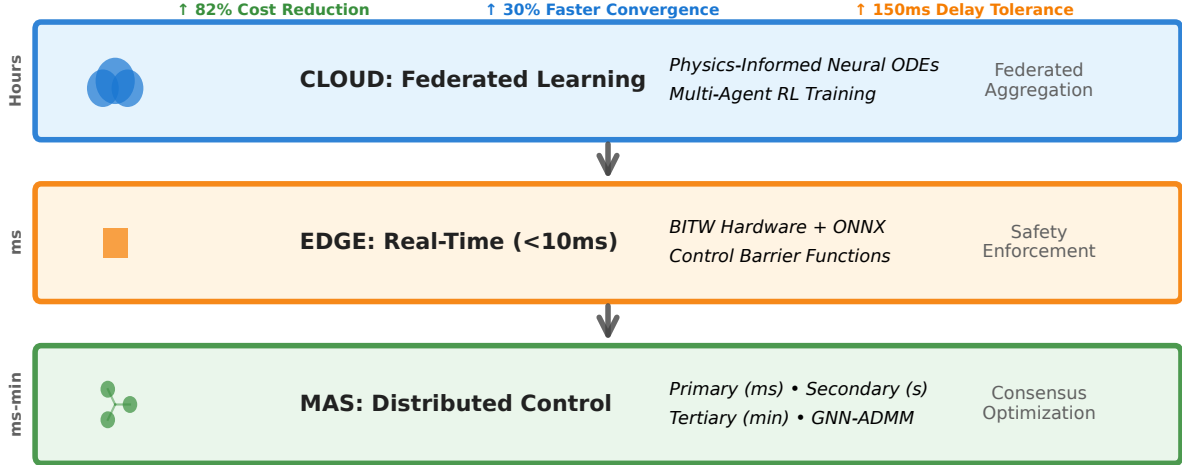 ↑ 82% Cost Reduction ↑ 30% Faster Convergence ↑ 150ms Delay Tolerance
Hours
CLOUD: Federated Learning
Physics-Informed Neural ODEs
Multi-Agent RL Training
Federated
Aggregation
ms
EDGE: Real-Time (<10ms)
BITW Hardware + ONNX
Control Barrier Functions
Safety
Enforcement
ms-min
MAS: Distributed Control
Primary (ms) • Secondary (s)
Tertiary (min) • GNN-ADMM
Consensus
Optimization